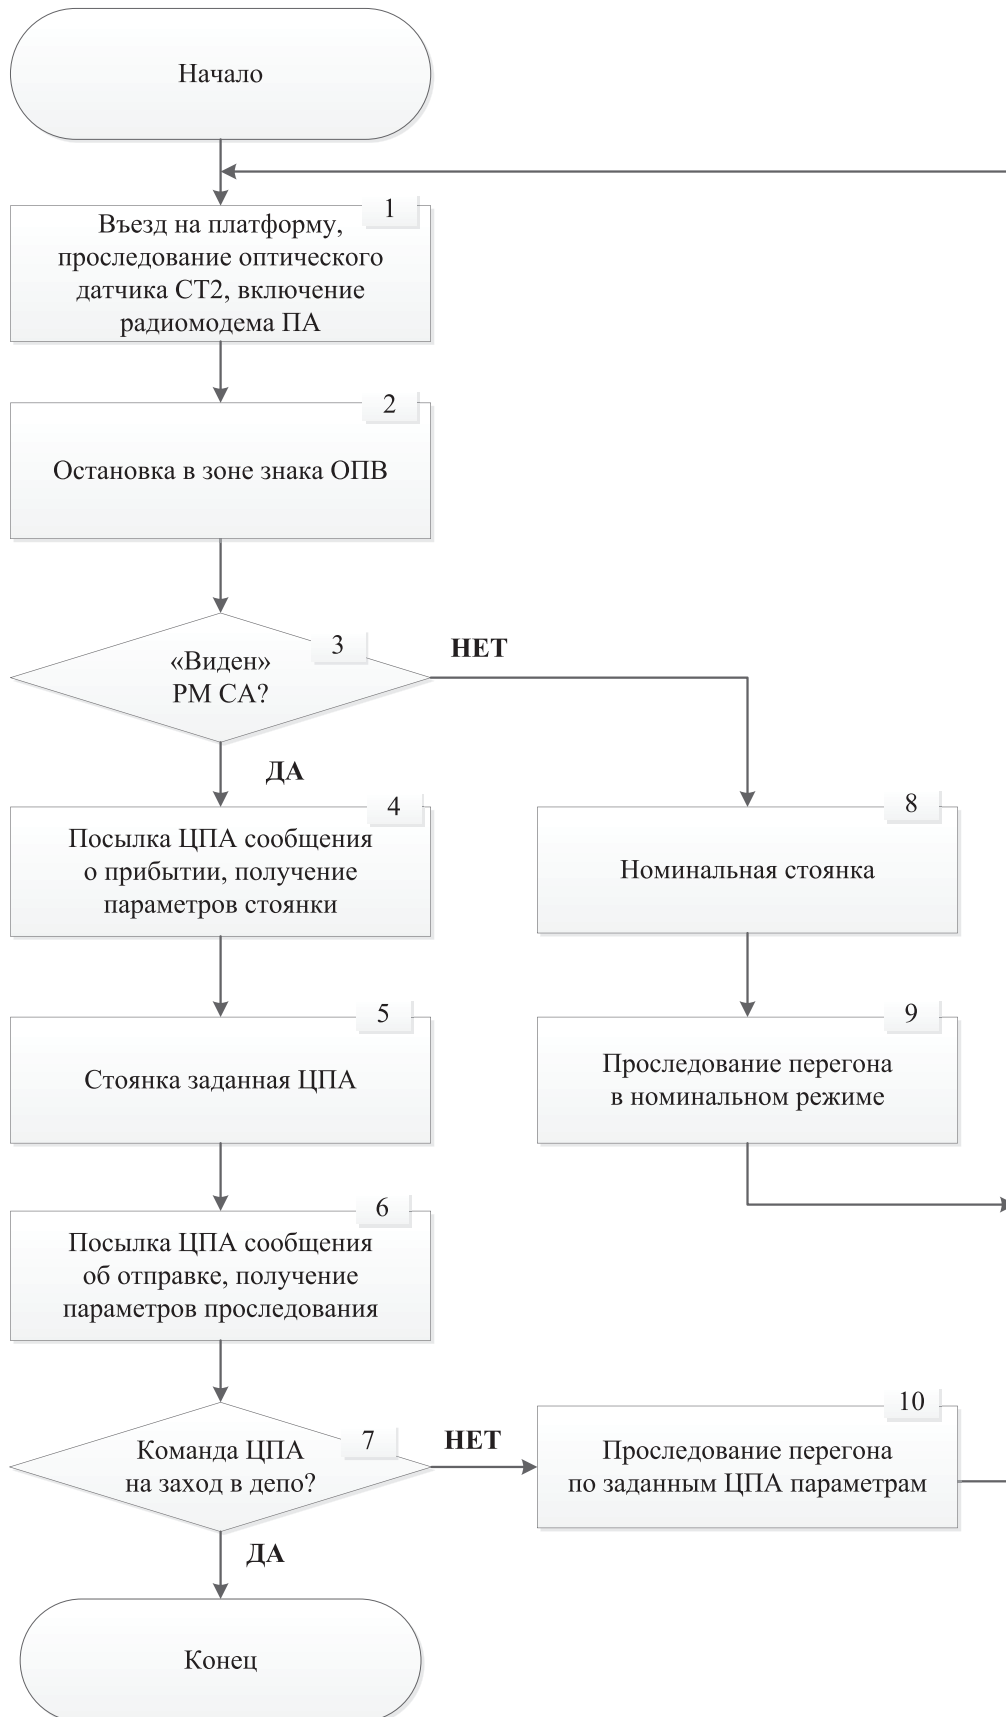 Начало
1
Въезд на платформу,
проследование оптического
датчика СТ2, включение
радиомодема ПА
2
Остановка в зоне знака ОПВ
3
«Виден»
РМ СА?
НЕТ
ДА
4
Посылка ЦПА сообщения
о прибытии, получение
параметров стоянки
8
Номинальная стоянка
5
Стоянка заданная ЦПА
9
Проследование перегона
в номинальном режиме
6
Посылка ЦПА сообщения
об отправке, получение
параметров проследования
7
Команда ЦПА
на заход в депо?
НЕТ
10
Проследование перегона
по заданным ЦПА параметрам
ДА
Конец